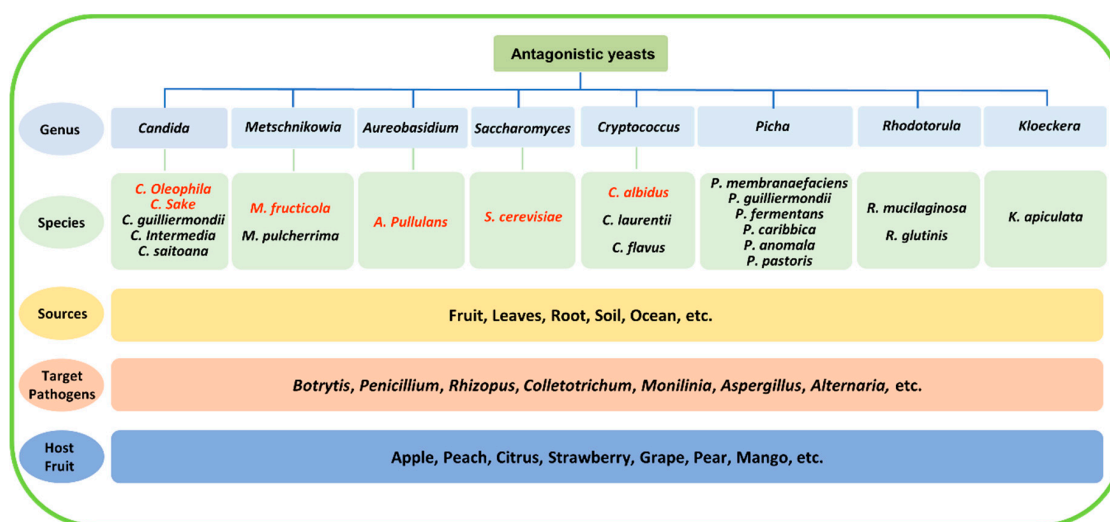 Antagonistic yeasts
Genus
Candida
Metschnikowia
Aureobasidium
Saccharomyces
Cryptococcus
Picha
Rhodotorula
Kloeckera
Species
C. Oleophila
C. Sake
C. guilliermondii
C. Intermedia
C. saitoana
M. fructicola
M. pulcherrima
A. Pullulans
S. cerevisiae
C. albidus
C. laurentii
C. flavus
P. membranaefaciens
P. guilliermondii
P. fermentans
P. caribbica
P. anomala
P. pastoris
R. mucilaginosa
R. glutinis
K. apiculata
Sources
Fruit, Leaves, Root, Soil, Ocean, etc.
Target
Pathogens
Botrytis, Penicillium, Rhizopus, Colletotrichum, Monilinia, Aspergillus, Alternaria, etc.
Host
Fruit
Apple, Peach, Citrus, Strawberry, Grape, Pear, Mango, etc.